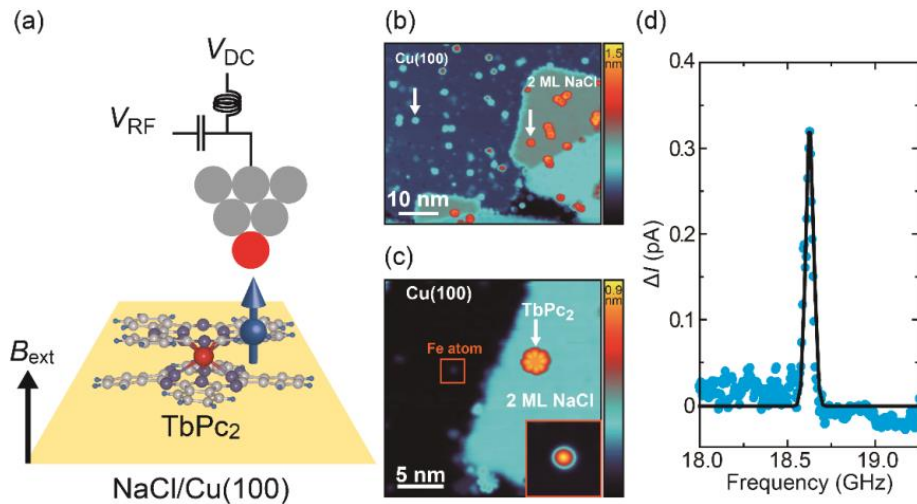 (a)
V_DC
V_RF
B_ext
TbPc₂
NaCl/Cu(100)
(b)
Cu(100)
2 ML NaCl
10 nm
1.5
nm
(c)
Cu(100)
TbPc₂
Fe atom
2 ML NaCl
5 nm
0.9
nm
(d)
0.4
0.3
0.2
0.1
0
ΔI (pA)
18.0 18.5 19.0
Frequency (GHz)